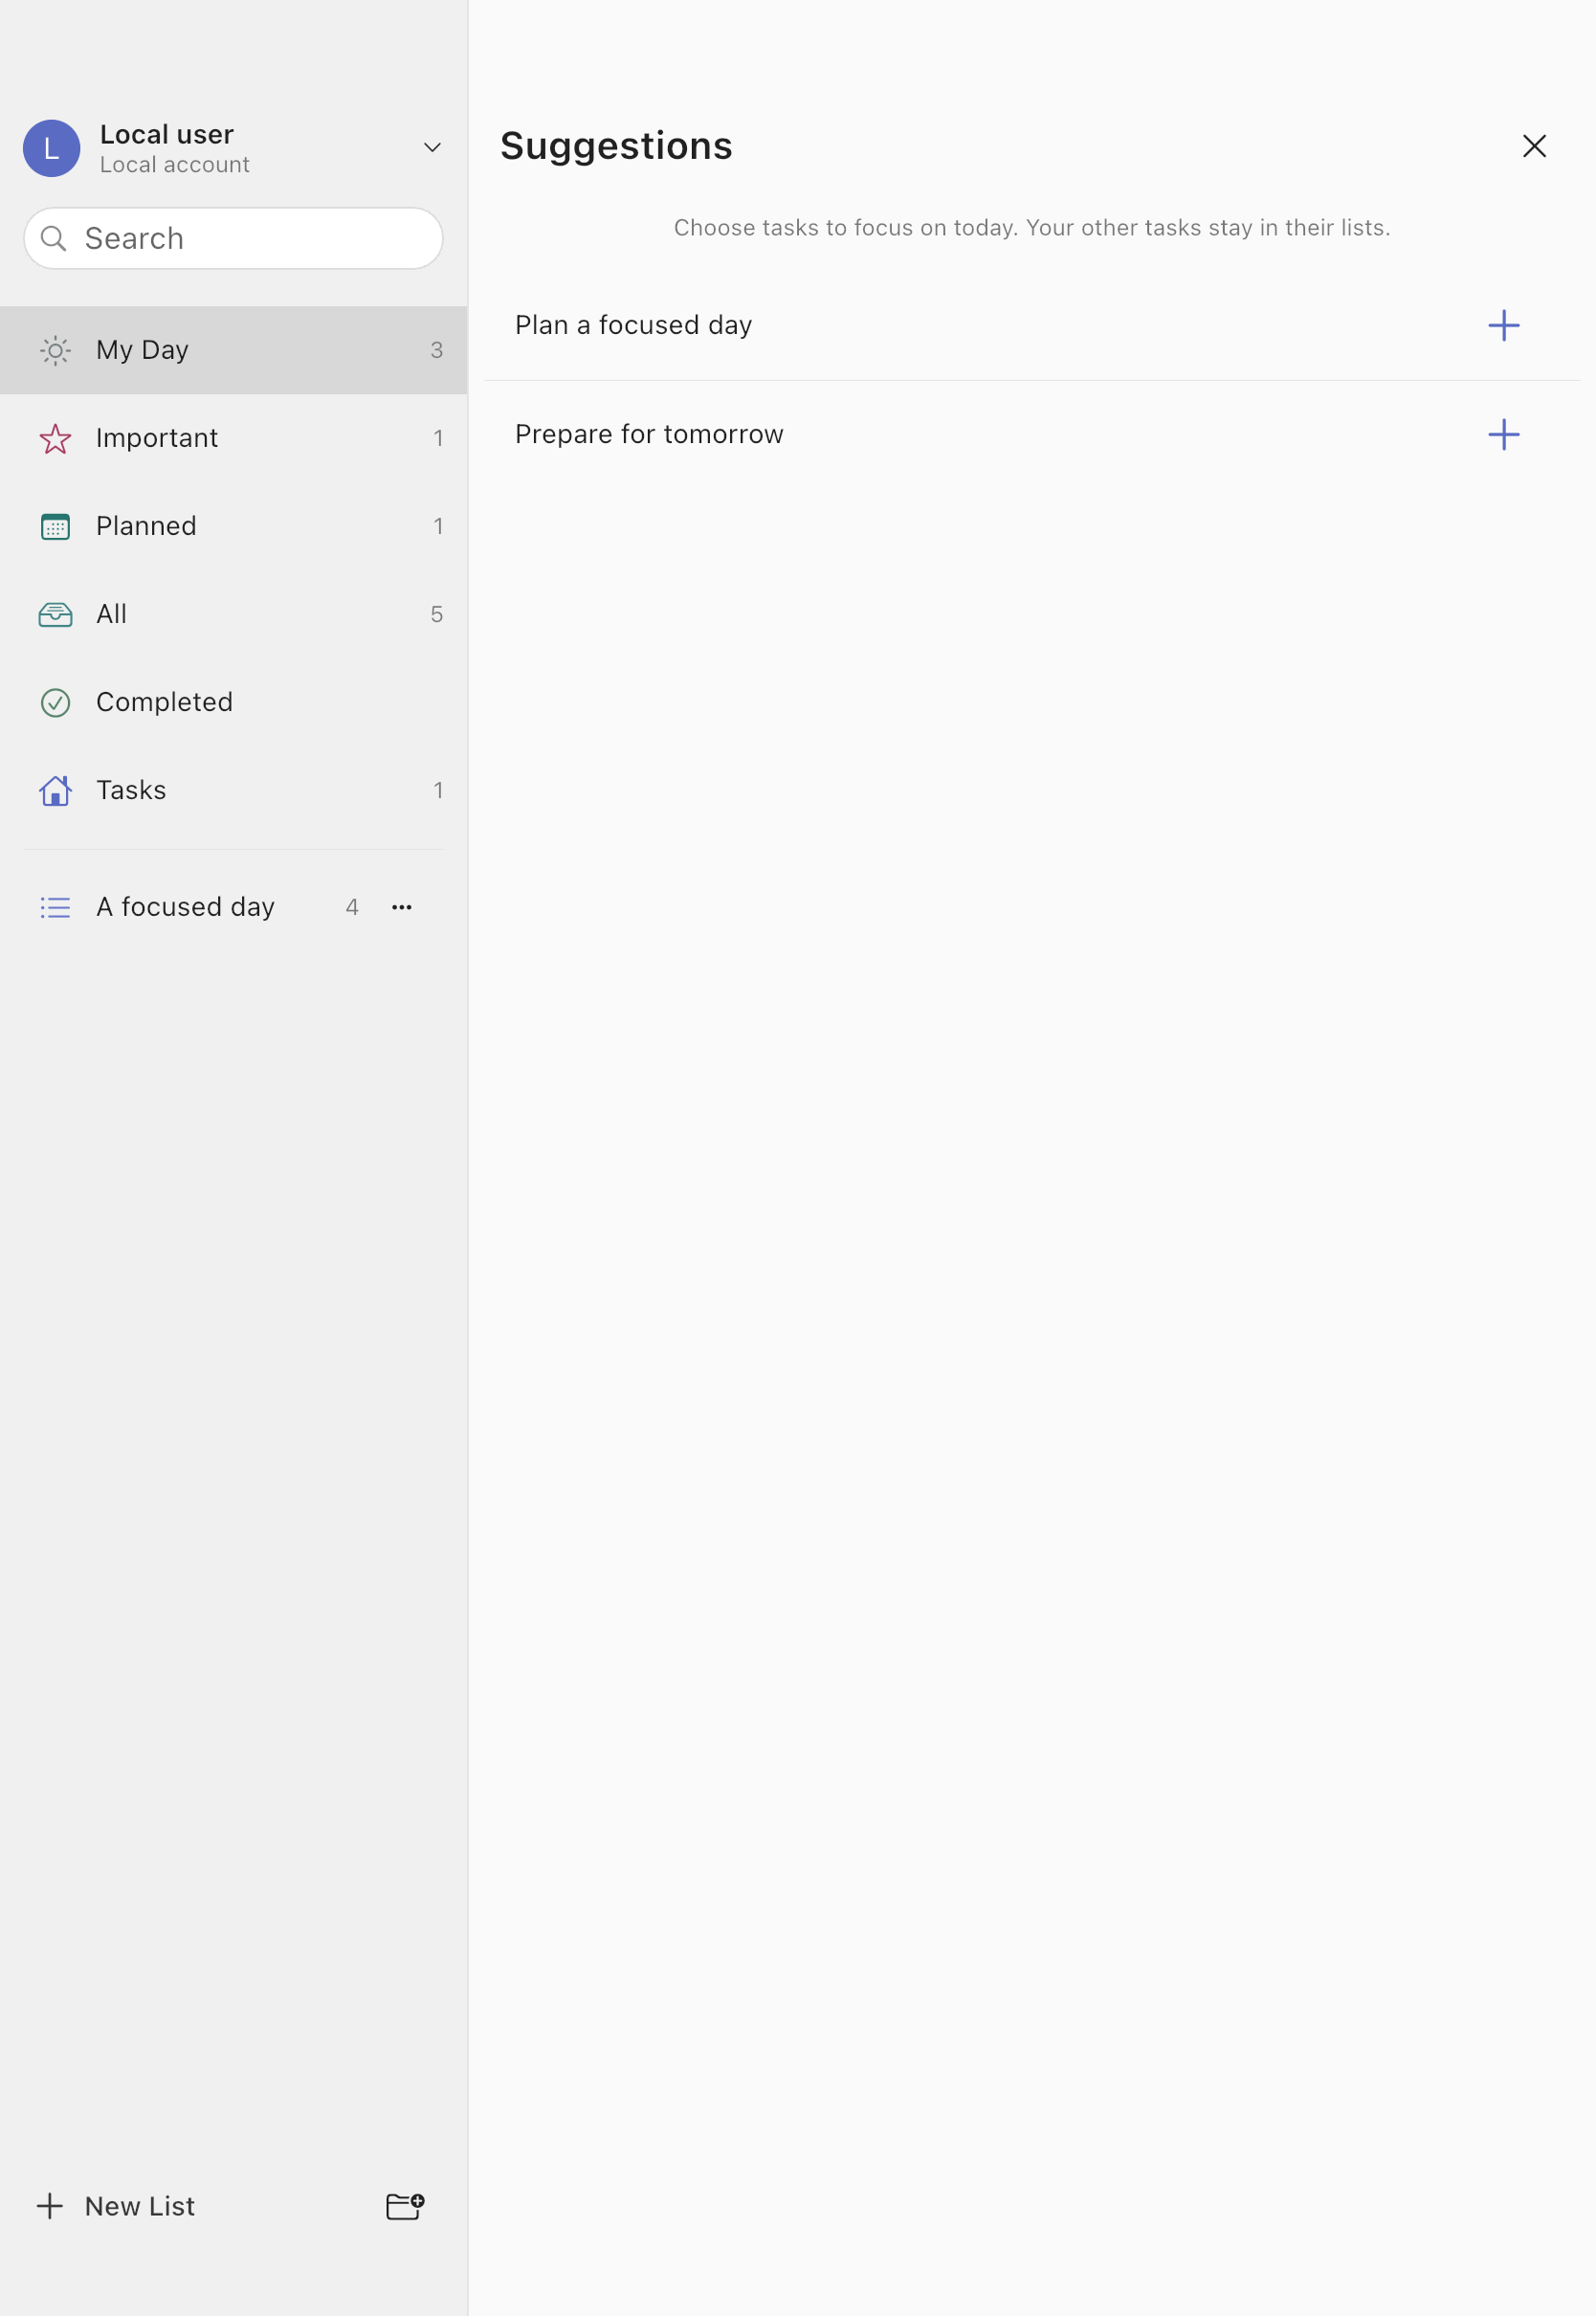 L
Local user
Local account
Search
My Day 3
Important 1
Planned 1
All 5
Completed
Tasks 1
A focused day 4
New List
Suggestions
Choose tasks to focus on today. Your other tasks stay in their lists.
Plan a focused day
Prepare for tomorrow